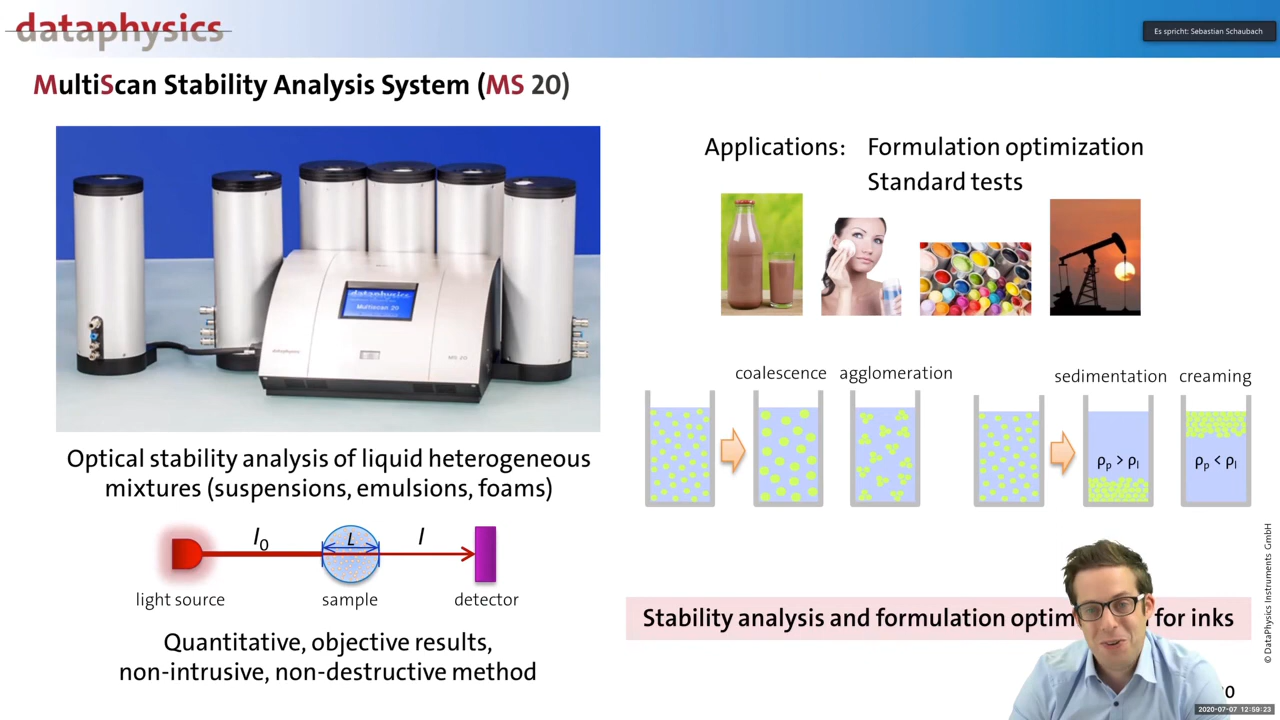 dataphysics
Es spricht: Sebastian Schaubach
MultiScan Stability Analysis System (MS 20)
Applications: Formulation optimization
Standard tests
dataphysics
Multiscan 20
dataphysics
MS 20
coalescence agglomeration
sedimentation creaming
ρp > ρl
ρp < ρl
Optical stability analysis of liquid heterogeneous
mixtures (suspensions, emulsions, foams)
I0
L
I
light source
sample
detector
Quantitative, objective results,
non-intrusive, non-destructive method
Stability analysis and formulation optim
for inks
© DataPhysics Instruments GmbH
0
2020-07-07 12:59:23